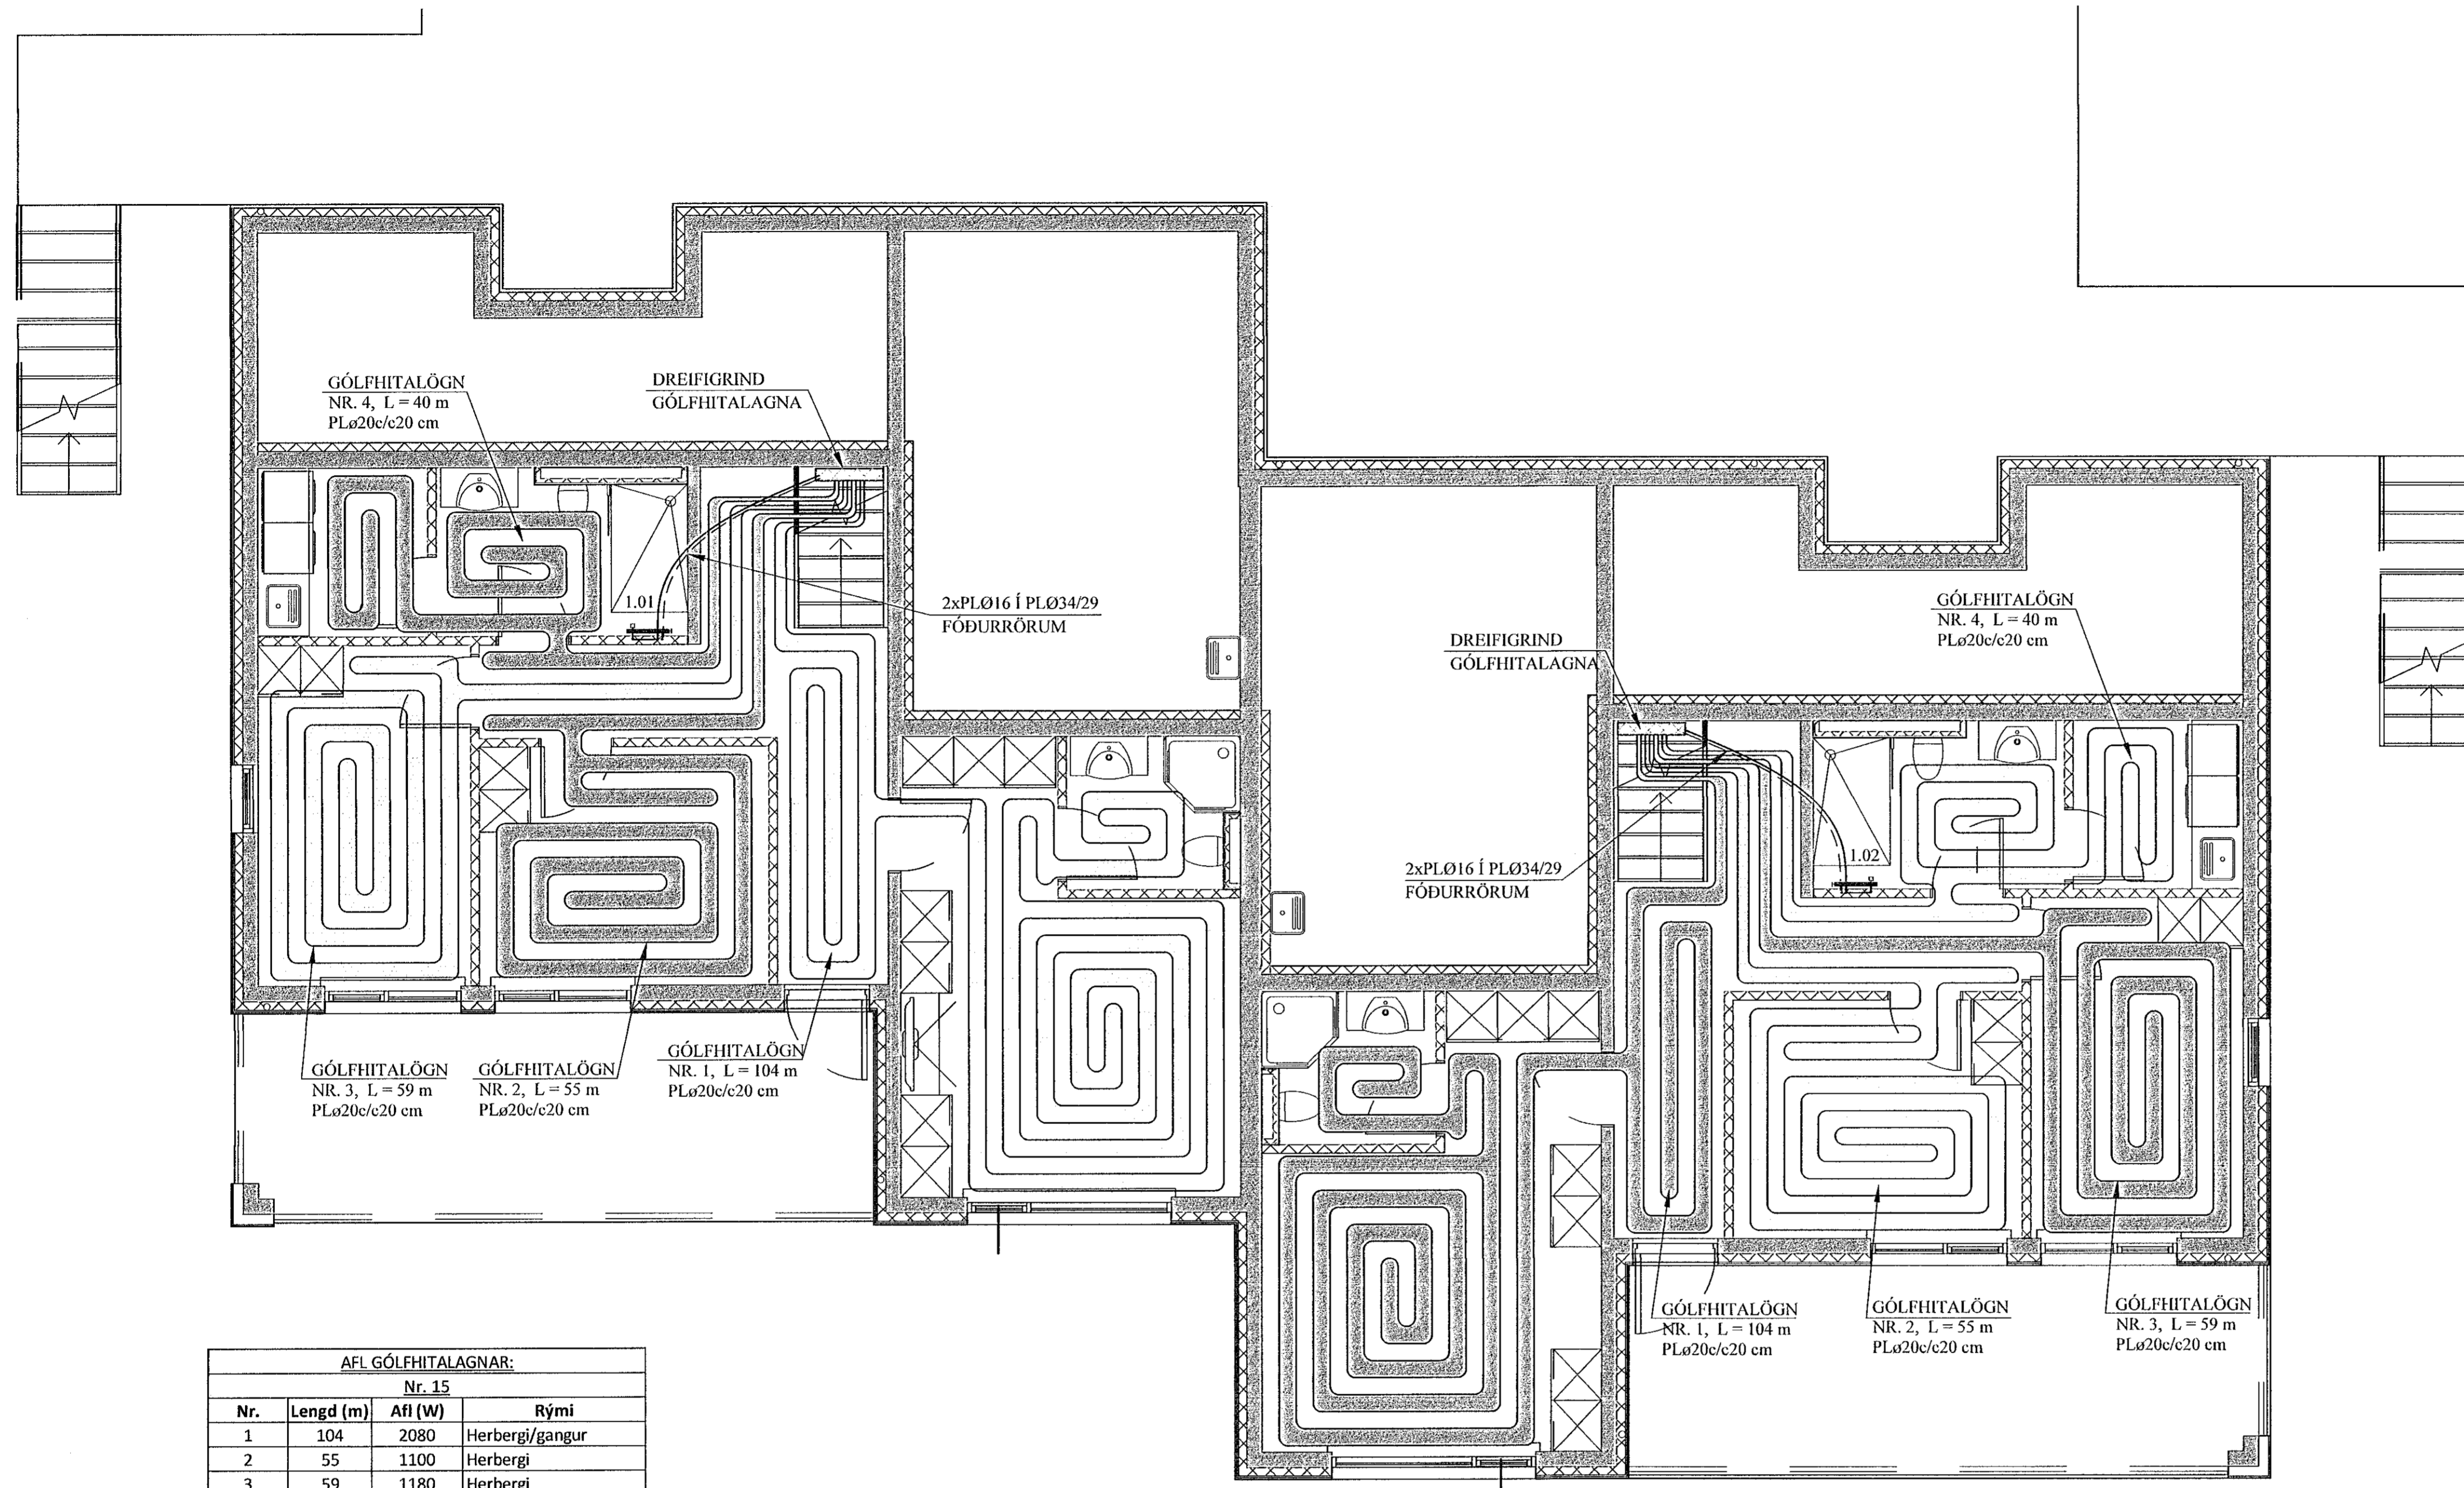 GÓLFHITALÖGN
NR. 4, L = 40 m
PLø20c/c20 cm
DREIFIGRIND
GÓLFHITALAGNA
1.01
2xPLØ16 Í PLØ34/29
FÓÐURRÖRUM
GÓLFHITALÖGN
NR. 4, L = 40 m
PLø20c/c20 cm
DREIFIGRIND
GÓLFHITALAGNA
1.02
2xPLØ16 Í PLØ34/29
FÓÐURRÖRUM
GÓLFHITALÖGN
NR. 3, L = 59 m
PLø20c/c20 cm
GÓLFHITALÖGN
NR. 2, L = 55 m
PLø20c/c20 cm
GÓLFHITALÖGN
NR. 1, L = 104 m
PLø20c/c20 cm
GÓLFHITALÖGN
NR. 1, L = 104 m
PLø20c/c20 cm
GÓLFHITALÖGN
NR. 2, L = 55 m
PLø20c/c20 cm
GÓLFHITALÖGN
NR. 3, L = 59 m
PLø20c/c20 cm
AFL GÓLFHITALAGNAR:
Nr. 15
Nr. Lengd (m) Afl (W) Rými
1 104 2080 Herbergi/gangur
2 55 1100 Herbergi
3 59 1180 Herbergi